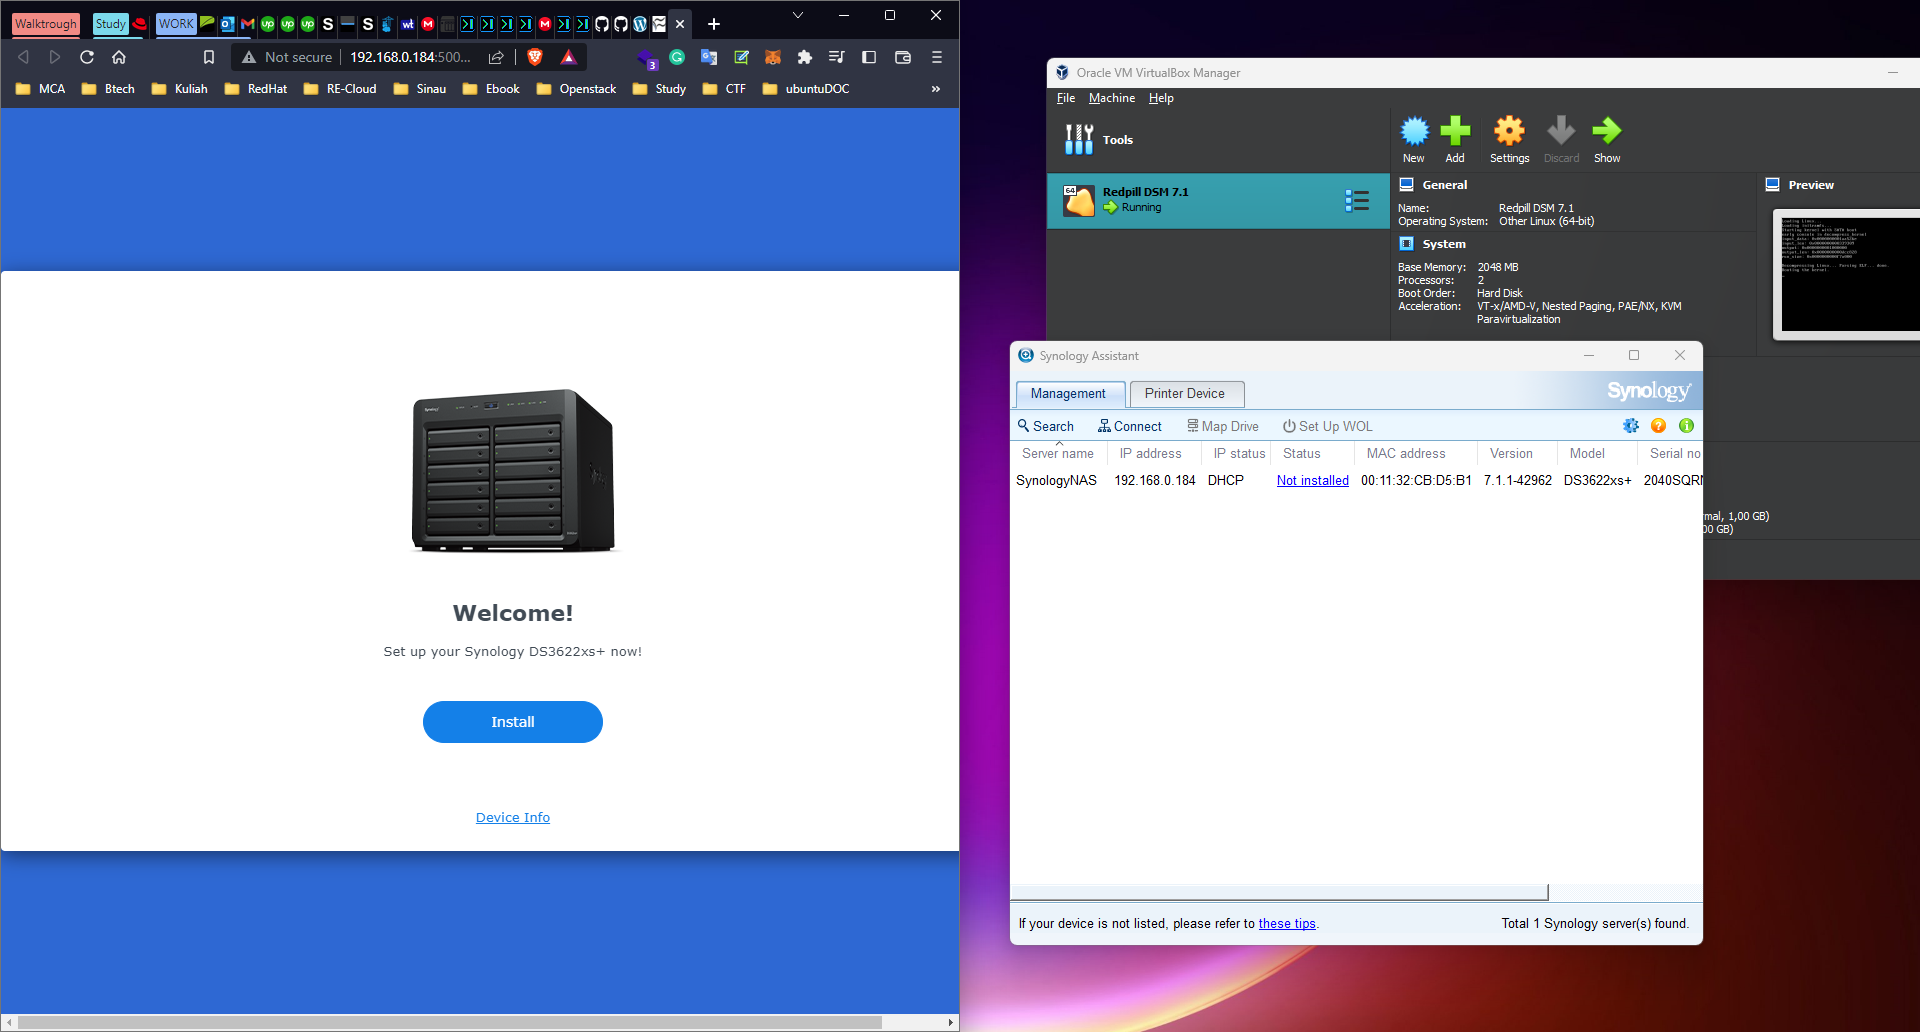 Walktrough
Study
WORK
Not secure
192.168.0.184:500...
3
MCA
Btech
Kuliah
RedHat
RE-Cloud
Sinau
Ebook
Openstack
Study
CTF
ubuntuDOC
»
Welcome!
Set up your Synology DS3622xs+ now!
Install
Device Info
Oracle VM VirtualBox Manager
File Machine Help
Tools
New
Add
Settings
Discard
Show
64
Redpill DSM 7.1
Running
General
Name: Redpill DSM 7.1
Operating System: Other Linux (64-bit)
System
Base Memory: 2048 MB
Processors: 2
Boot Order: Hard Disk
Acceleration: VT-x/AMD-V, Nested Paging, PAE/NX, KVM
Paravirtualization
Preview
mal, 1,00 GB)
00 GB)
Synology Assistant
Management
Printer Device
Synology
Search
Connect
Map Drive
Set Up WOL
Server name IP address IP status Status MAC address Version Model Serial no
SynologyNAS 192.168.0.184 DHCP Not installed 00:11:32:CB:D5:B1 7.1.1-42962 DS3622xs+ 2040SQRN
If your device is not listed, please refer to these tips.
Total 1 Synology server(s) found.